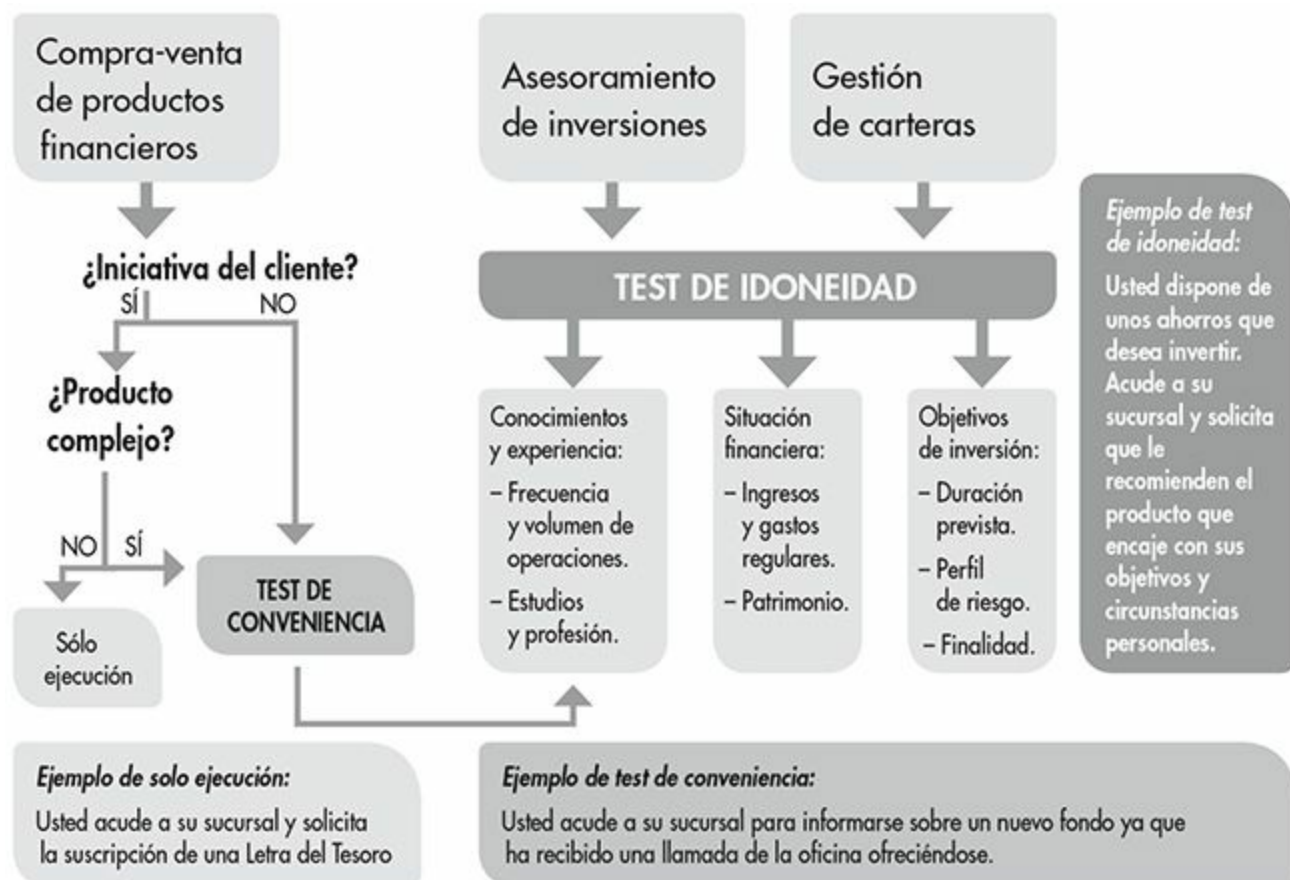 Compra-venta
de productos
financieros
¿Iniciativa del cliente?
SÍ
NO
¿Producto
complejo?
NO
SÍ
Sólo
ejecución
TEST DE
CONVENIENCIA
Asesoramiento
de inversiones
Gestión
de carteras
TEST DE IDONEIDAD
Conocimientos
y experiencia:
– Frecuencia
y volumen de
operaciones.
– Estudios
y profesión.
Situación
financiera:
– Ingresos
y gastos
regulares.
– Patrimonio.
Objetivos
de inversión:
– Duración
prevista.
– Perfil
de riesgo.
– Finalidad.
Ejemplo de test
de idoneidad:
Usted dispone de
unos ahorros que
desea invertir.
Acude a su
sucursal y solicita
que le
recomienden el
producto que
encaje con sus
objetivos y
circunstancias
personales.
Ejemplo de solo ejecución:
Usted acude a su sucursal y solicita
la suscripción de una Letra del Tesoro
Ejemplo de test de conveniencia:
Usted acude a su sucursal para informarse sobre un nuevo fondo ya que
ha recibido una llamada de la oficina ofreciéndose.